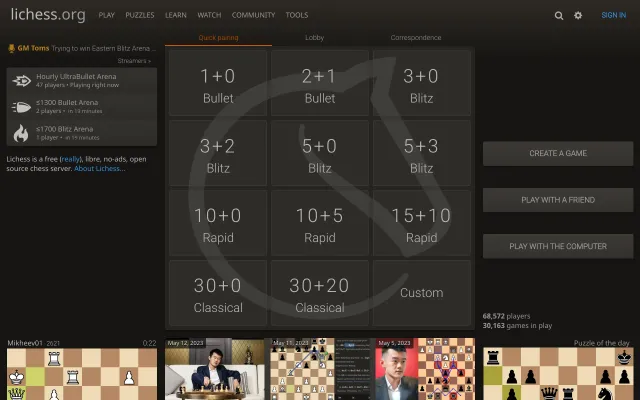 lichess.org PLAY PUZZLES LEARN WATCH COMMUNITY TOOLS SIGN IN
Quick pairing Lobby Correspondence
GM Toms Trying to win Eastern Blitz Arena...
Streamers »
Hourly UltraBullet Arena
47 players • Playing right now
≤1300 Bullet Arena
2 players • in 19 minutes
≤1700 Blitz Arena
1 player • in 19 minutes
Lichess is a free (really), libre, no-ads, open
source chess server. About Lichess...
1+0 2+1 3+0
Bullet Bullet Blitz
3+2 5+0 5+3
Blitz Blitz Blitz
10+0 10+5 15+10
Rapid Rapid Rapid
30+0 30+20 Custom
Classical Classical
CREATE A GAME
PLAY WITH A FRIEND
PLAY WITH THE COMPUTER
68,572 players
30,163 games in play
Mikheev01 2621 0:22
May 12, 2023 May 11, 2023 May 5, 2023
Puzzle of the day